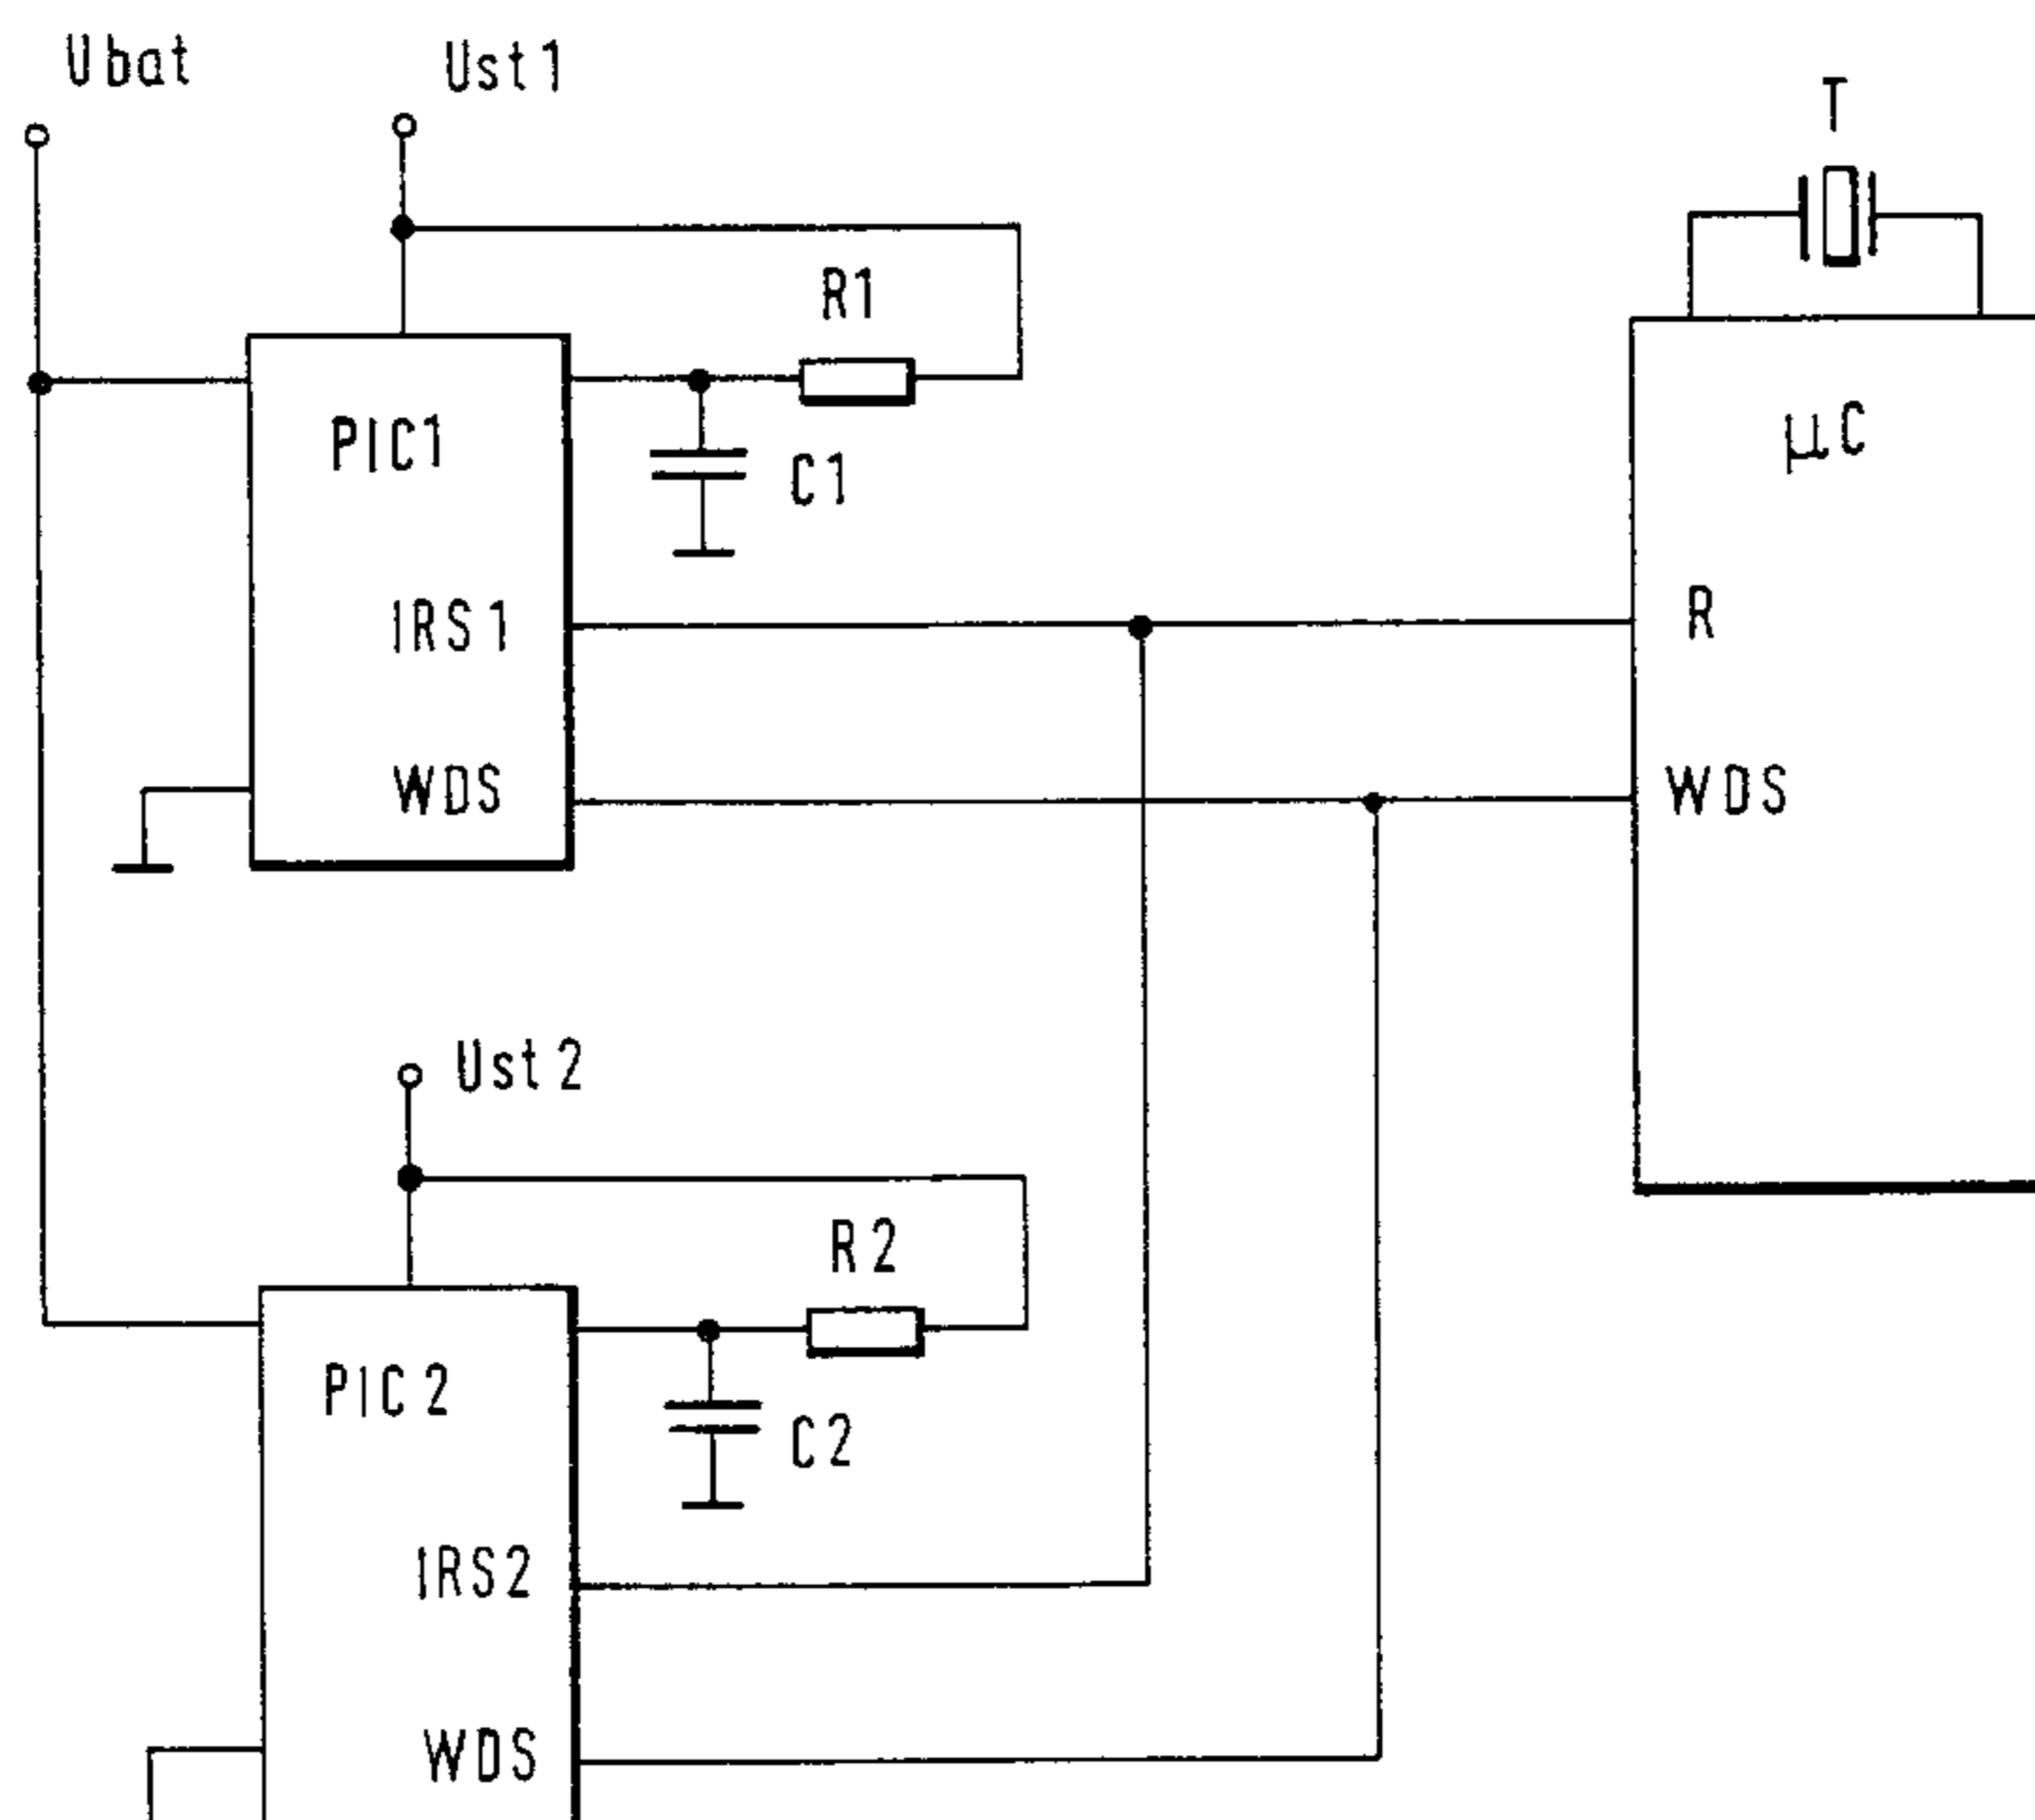 Ubat
Ust1
T
R1
PIC1
C1
µC
IRS1
R
WDS
WDS
Ust2
R2
PIC2
C2
IRS2
WDS